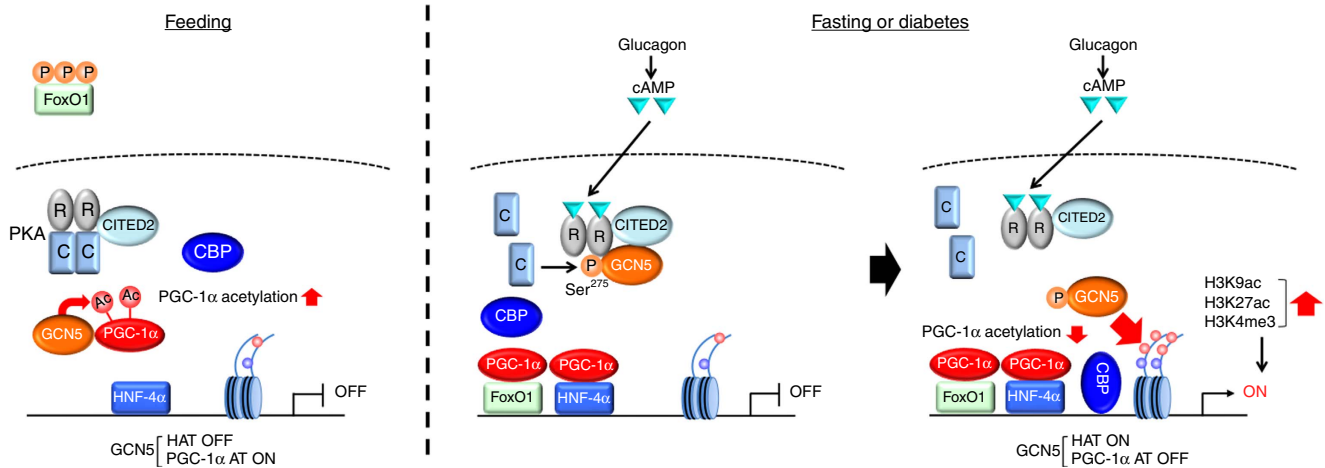 Feeding
P P P
FoxO1
R R
PKA
CITED2
C C
CBP
Ac Ac
PGC-1α acetylation
GCN5
PGC-1α
HNF-4α
OFF
GCN5
HAT OFF
PGC-1α AT ON
Fasting or diabetes
Glucagon
cAMP
C
R R
CITED2
C
P
GCN5
Ser275
CBP
PGC-1α PGC-1α
FoxO1 HNF-4α
OFF
Glucagon
cAMP
C
R R
CITED2
C
P
GCN5
H3K9ac
H3K27ac
H3K4me3
PGC-1α acetylation
PGC-1α PGC-1α
CBP
FoxO1 HNF-4α
ON
GCN5
HAT ON
PGC-1α AT OFF